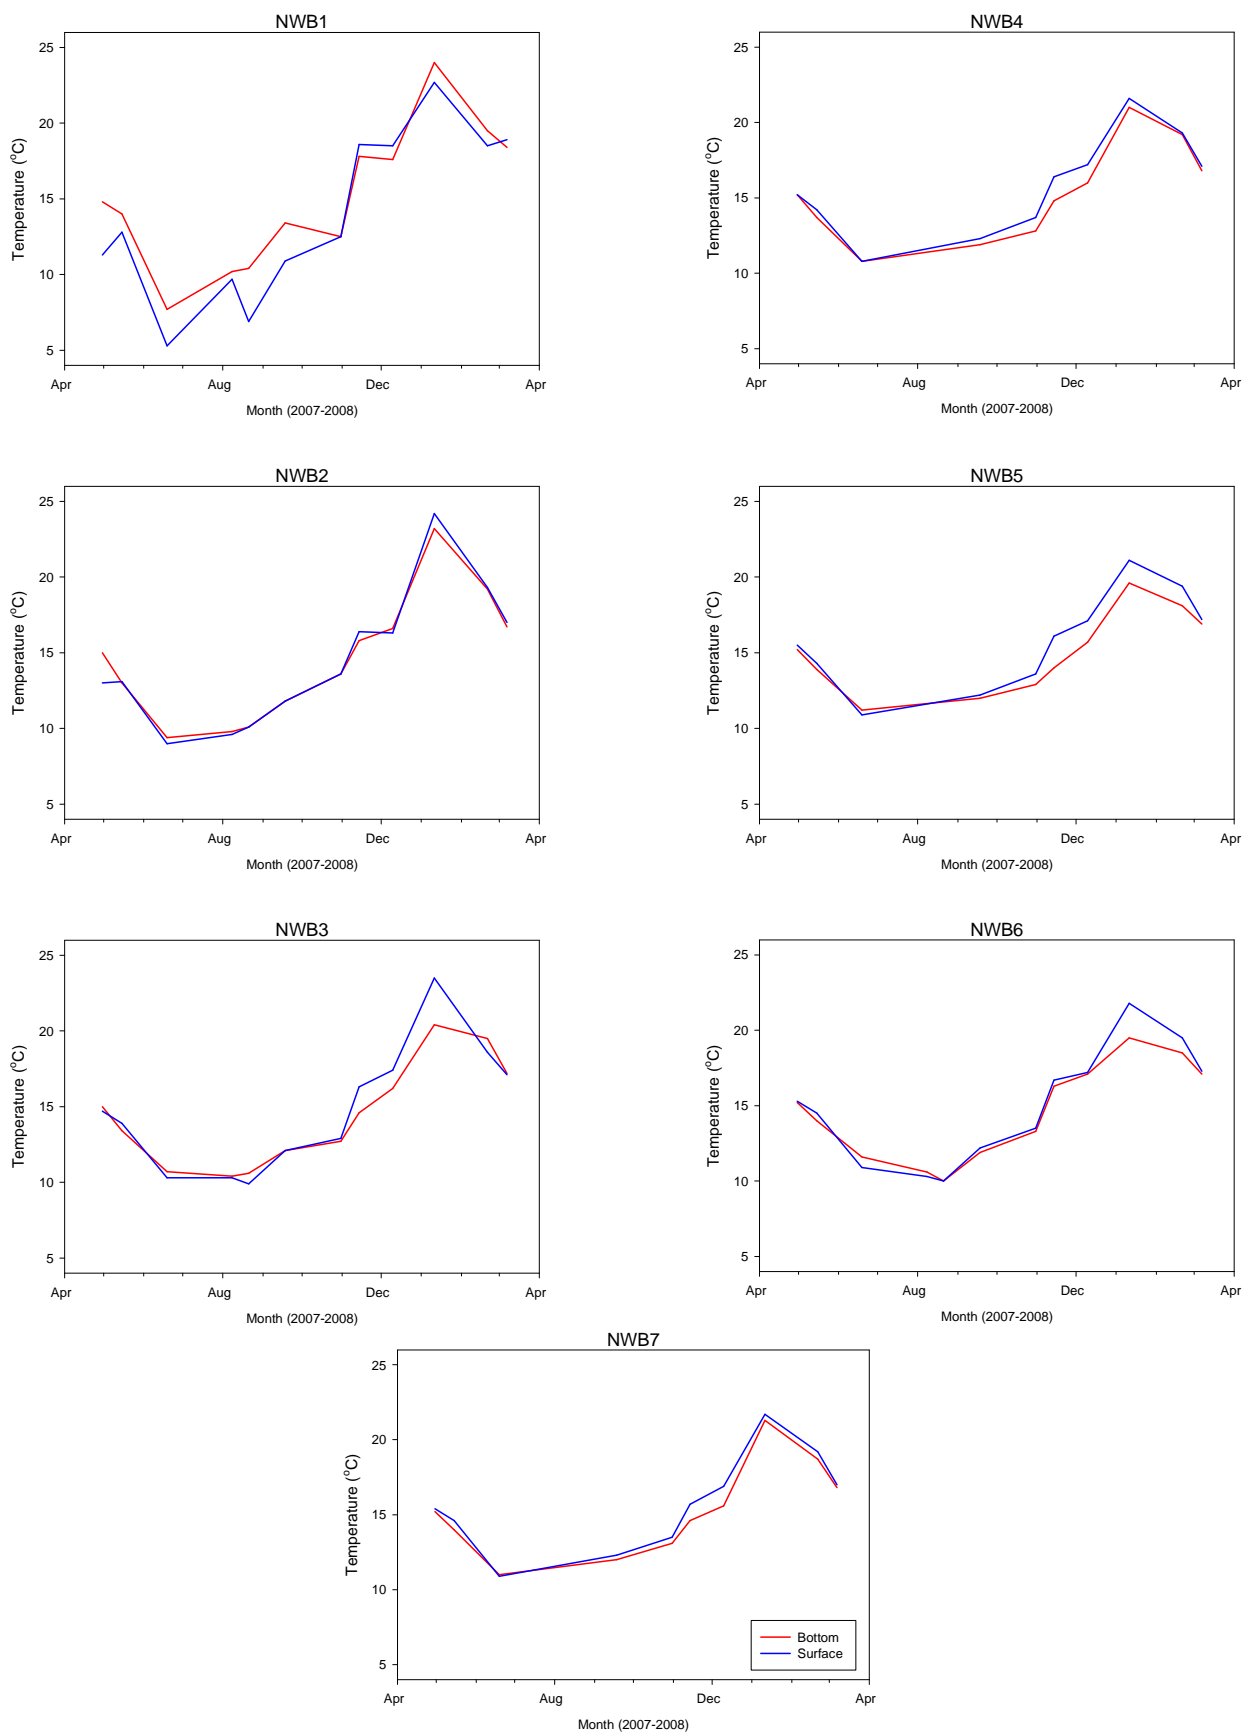 NWB1
25
20
15
10
5
Temperature (°C)
Apr Aug Dec Apr
Month (2007-2008)
NWB4
25
20
15
10
5
Temperature (°C)
Apr Aug Dec Apr
Month (2007-2008)
NWB2
25
20
15
10
5
Temperature (°C)
Apr Aug Dec Apr
Month (2007-2008)
NWB5
25
20
15
10
5
Temperature (°C)
Apr Aug Dec Apr
Month (2007-2008)
NWB3
25
20
15
10
5
Temperature (°C)
Apr Aug Dec Apr
Month (2007-2008)
NWB6
25
20
15
10
5
Temperature (°C)
Apr Aug Dec Apr
Month (2007-2008)
NWB7
25
20
15
10
5
Temperature (°C)
Bottom
Surface
Apr Aug Dec Apr
Month (2007-2008)